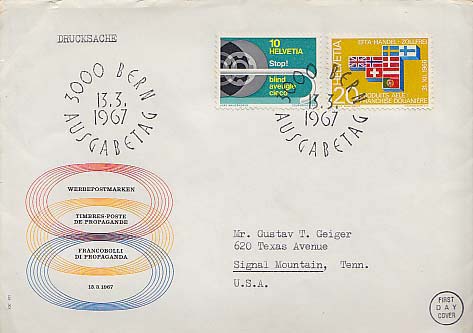 DRUCKSACHE
3000 BERN
13.3.
1967
AUSGABETAG
10
HELVETIA
Stop!
blind
aveugle
cieco
EFTA HANDEL · ZOLLFREI
HELVETIA
20
31. XII. 1966
PRODUITS AELE
FRANCHISE DOUANIÈRE
3000 BERN
13.3.
1967
AUSGABETAG
WERBEPOSTMARKEN
TIMBRES-POSTE
DE PROPAGANDE
FRANCOBOLLI
DI PROPAGANDA
13.3.1967
Mr. Gustav T. Geiger
620 Texas Avenue
Signal Mountain, Tenn.
U.S.A.
FIRST
DAY
COVER